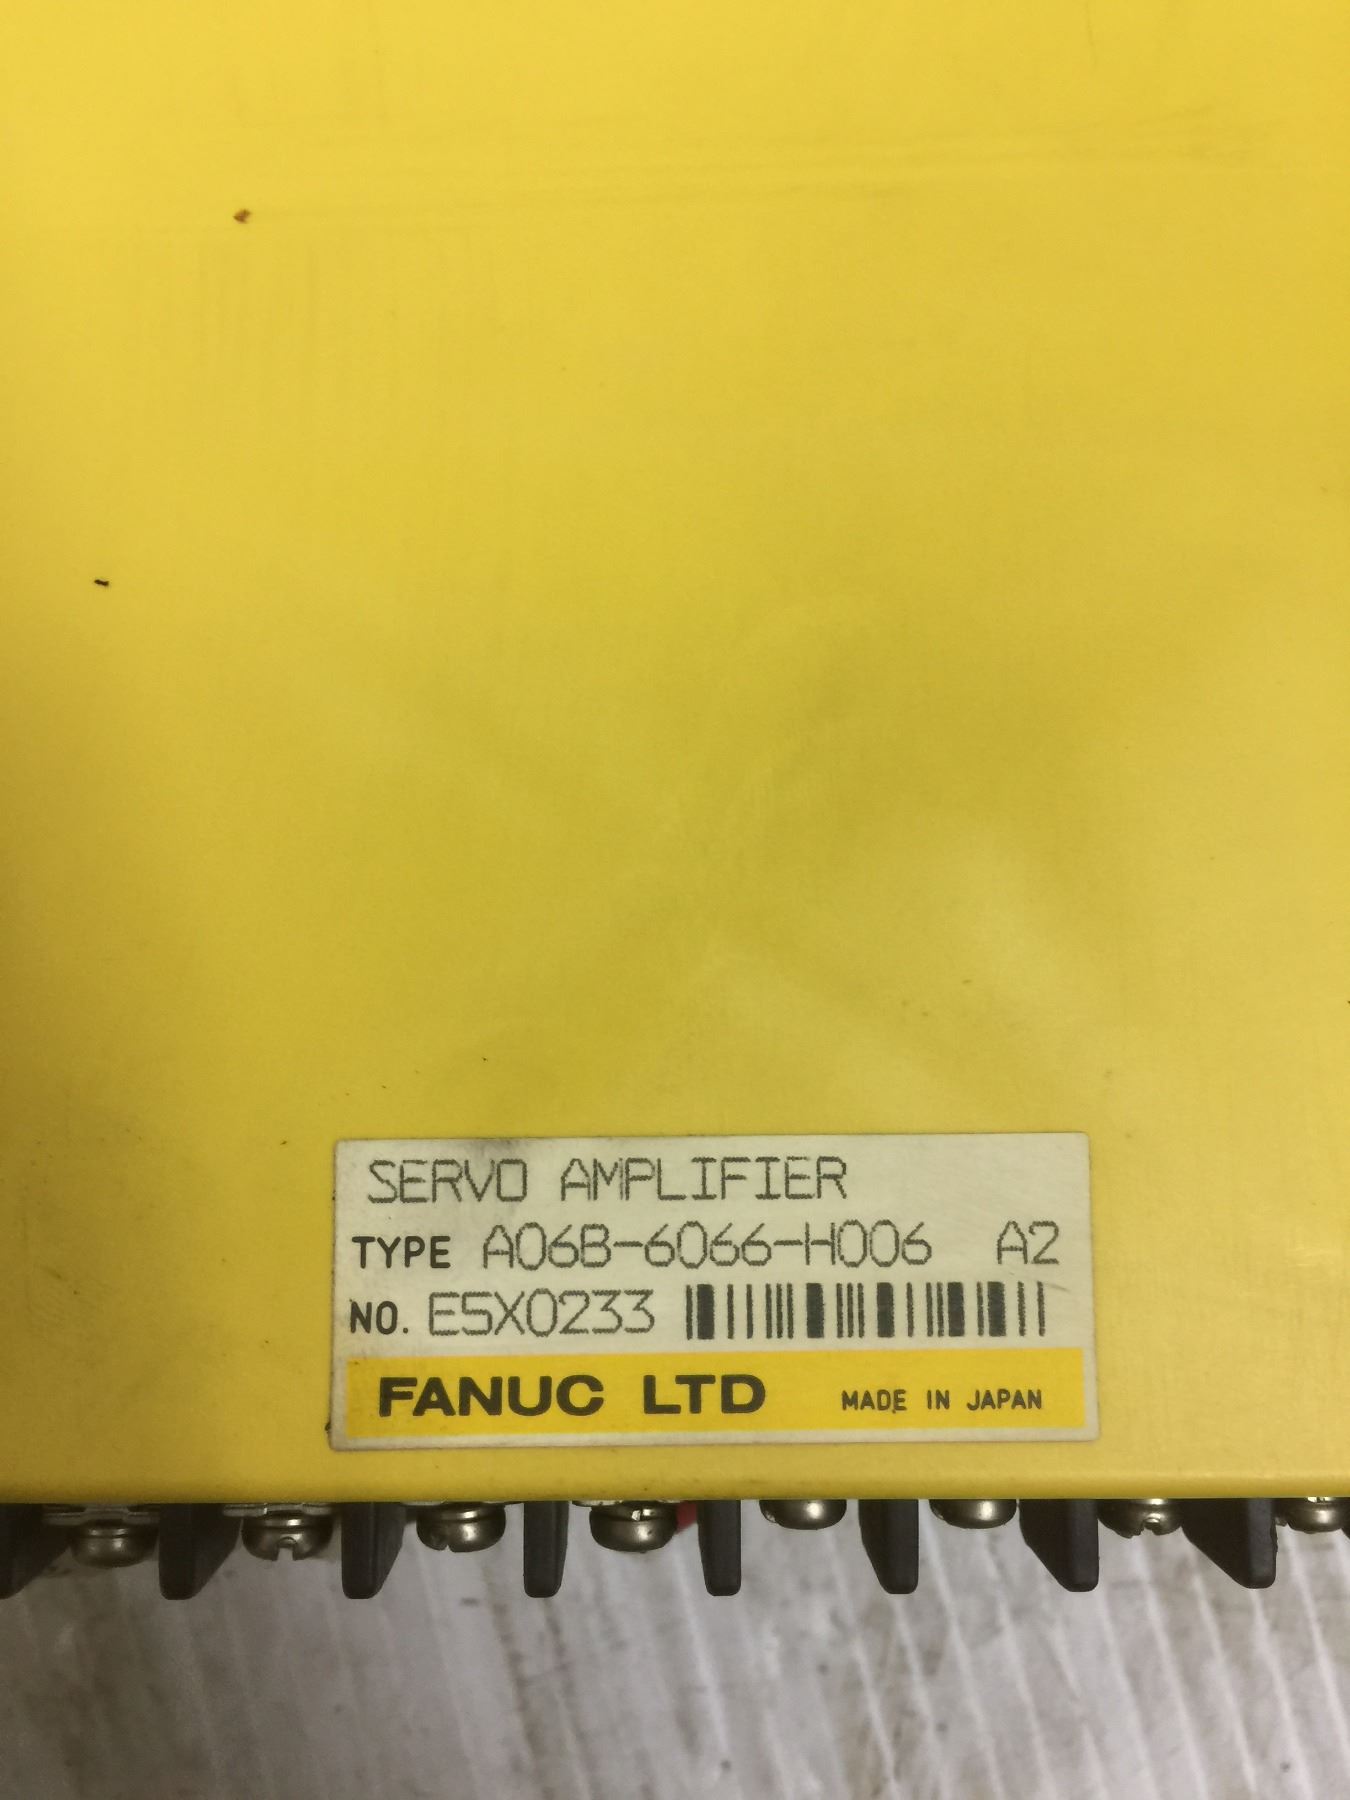 SERVO AMPLIFIER
TYPE A06B-6066-H006 A2
NO. E5X0233
FANUC LTD MADE IN JAPAN